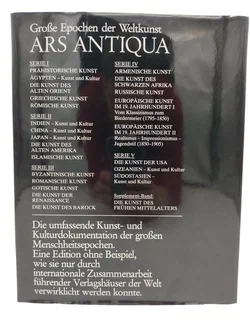 Große Epochen der Weltkunst
ARS ANTIQUA
SERIE I
PRÄHISTORISCHE KUNST
ÄGYPTEN – Kunst und Kultur
DIE KUNST DES
ALTEN ORIENT
GRIECHISCHE KUNST
RÖMISCHE KUNST
SERIE II
INDIEN – Kunst und Kultur
CHINA – Kunst und Kultur
JAPAN – Kunst und Kultur
DIE KUNST DES
ALTEN AMERIKA
ISLAMISCHE KUNST
SERIE III
BYZANTINISCHE KUNST
ROMANISCHE KUNST
GOTISCHE KUNST
DIE KUNST DER
RENAISSANCE
DIE KUNST DES BAROCK
SERIE IV
ARMENISCHE KUNST
DIE KUNST DES
SCHWARZEN AFRIKA
RUSSISCHE KUNST
EUROPÄISCHE KUNST
IM 19. JAHRHUNDERT I
Vom Klassizismus zum
Biedermeier (1780-1850)
EUROPÄISCHE KUNST
IM 19. JAHRHUNDERT II
Realismus – Impressionismus –
Jugendstil (1850-1905)
SERIE V
DIE KUNST DER USA
OZEANIEN – Kunst und Kultur
SÜDOSTASIEN –
Kunst und Kultur
Supplement Band:
DIE KUNST DES
FRÜHEN MITTELALTERS
Die umfassende Kunst- und
Kulturdokumentation der großen
Menschheitsepochen.
Eine Edition ohne Beispiel,
wie sie nur durch
internationale Zusammenarbeit
führender Verlagshäuser der Welt
verwirklicht werden konnte.